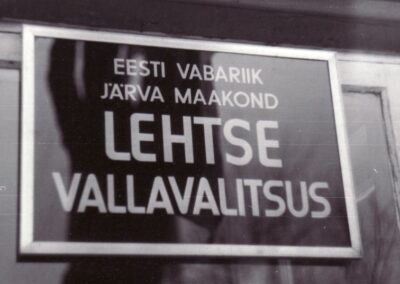 EESTI VABARIIK
JÄRVA MAAKOND
LEHTSE
VALLAVALITSUS